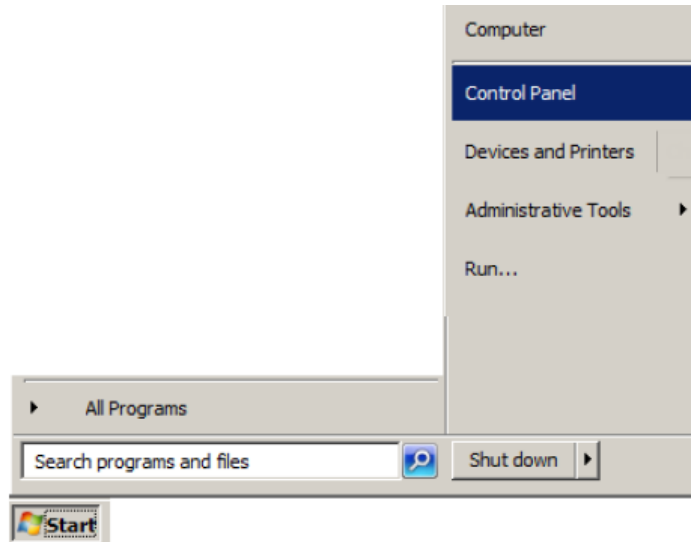 Computer
Control Panel
Devices and Printers
Administrative Tools
Run...
All Programs
Search programs and files
Shut down
Start